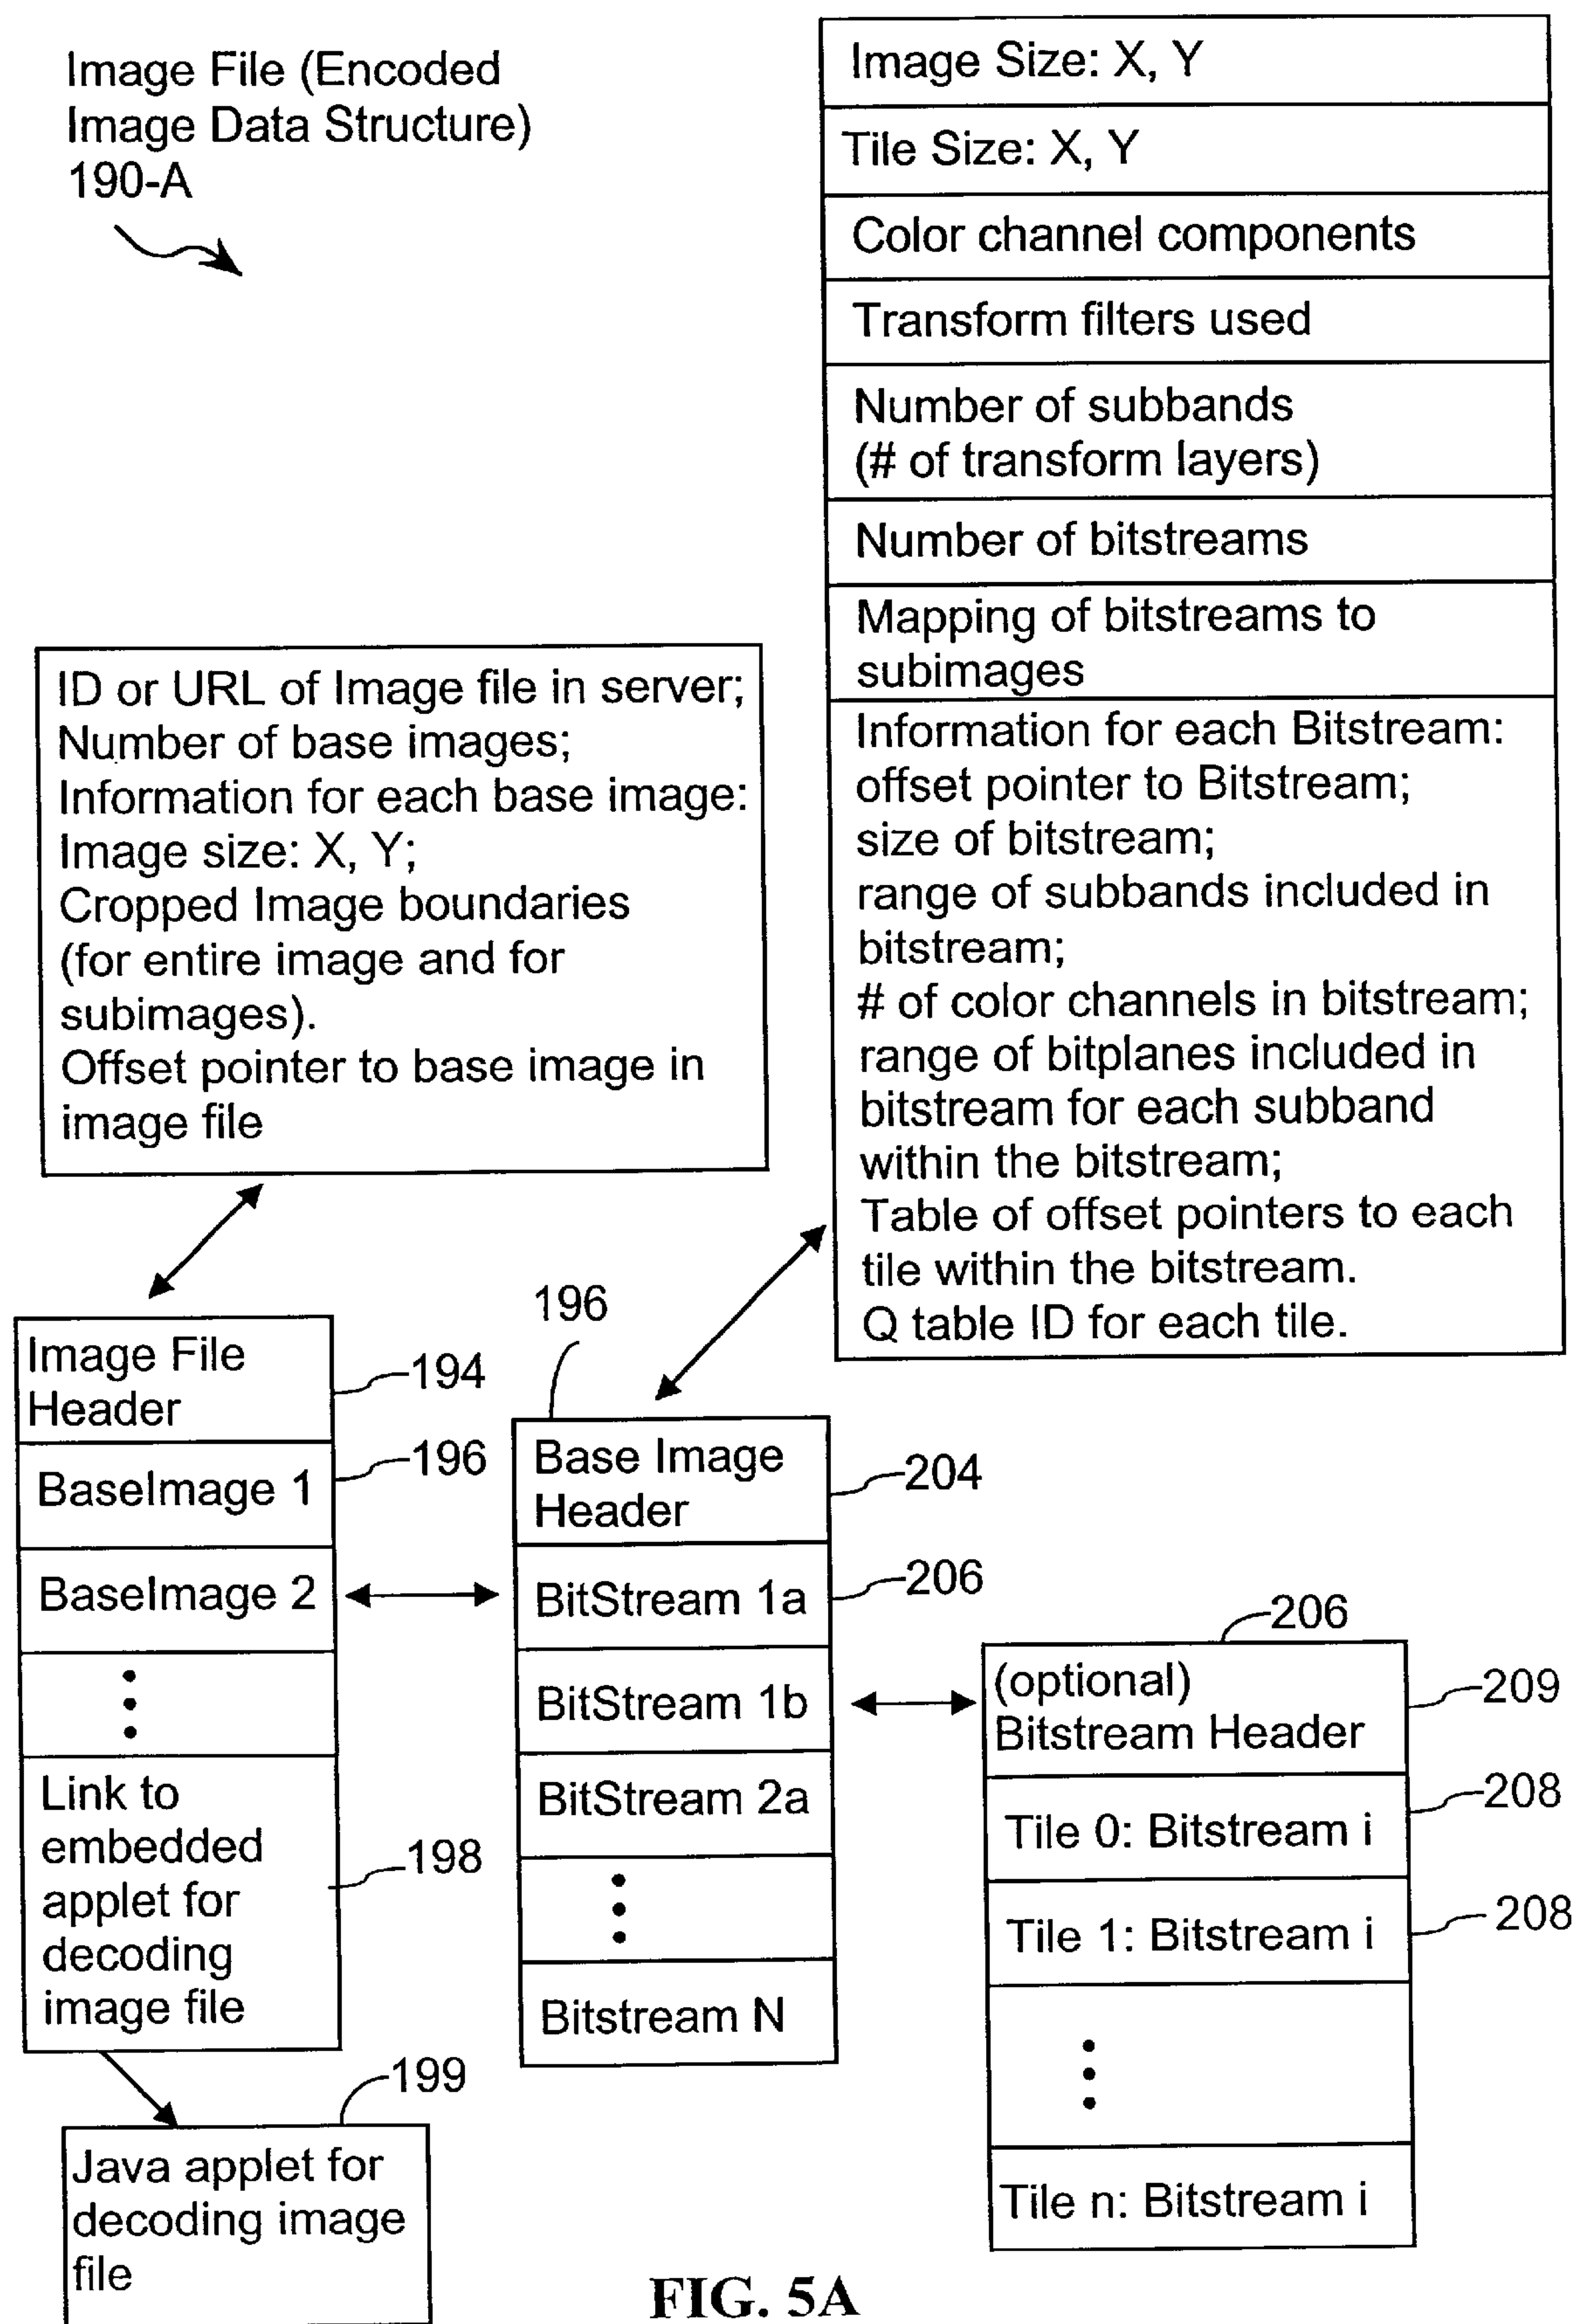 Image File (Encoded
Image Data Structure)
190-A
Image Size: X, Y
Tile Size: X, Y
Color channel components
Transform filters used
Number of subbands
(# of transform layers)
Number of bitstreams
Mapping of bitstreams to
subimages
Information for each Bitstream:
offset pointer to Bitstream;
size of bitstream;
range of subbands included in
bitstream;
# of color channels in bitstream;
range of bitplanes included in
bitstream for each subband
within the bitstream;
Table of offset pointers to each
tile within the bitstream.
Q table ID for each tile.
ID or URL of Image file in server;
Number of base images;
Information for each base image:
Image size: X, Y;
Cropped Image boundaries
(for entire image and for
subimages).
Offset pointer to base image in
image file
Image File
Header
194
BaseImage 1
196
BaseImage 2
Link to
embedded
applet for
decoding
image file
198
199
Java applet for
decoding image
file
196
Base Image
Header
204
BitStream 1a
206
BitStream 1b
BitStream 2a
Bitstream N
206
(optional)
Bitstream Header
209
Tile 0: Bitstream i
208
Tile 1: Bitstream i
208
Tile n: Bitstream i
FIG. 5A